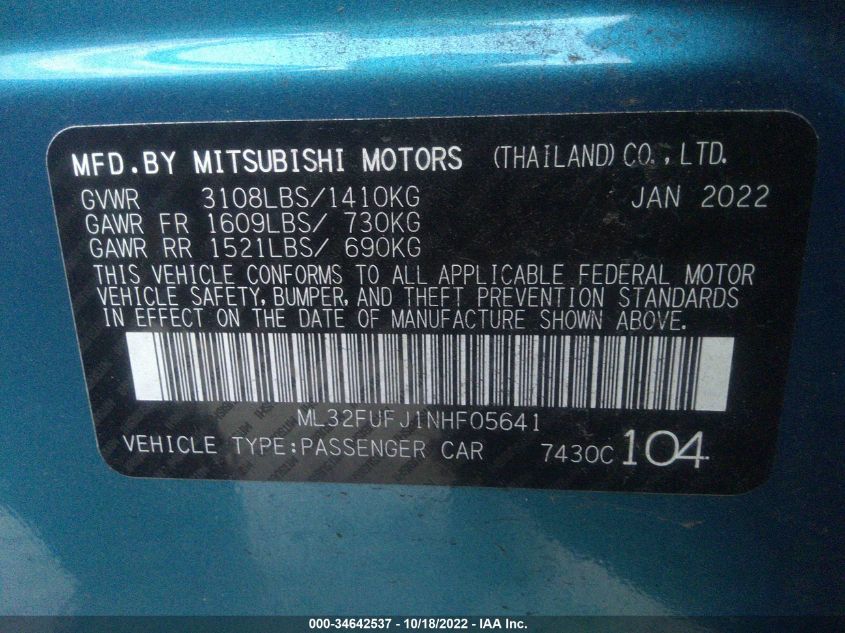 MFD.BY MITSUBISHI MOTORS (THAILAND) CO.,LTD.
GVWR 3108LBS/1410KG JAN 2022
GAWR FR 1609LBS/ 730KG
GAWR RR 1521LBS/ 690KG
THIS VEHICLE CONFORMS TO ALL APPLICABLE FEDERAL MOTOR
VEHICLE SAFETY, BUMPER, AND THEFT PREVENTION STANDARDS
IN EFFECT ON THE DATE OF MANUFACTURE SHOWN ABOVE.
ML32FUFJ1NHF05641
VEHICLE TYPE:PASSENGER CAR 7430C 104
000-34642537 - 10/18/2022 - IAA Inc.